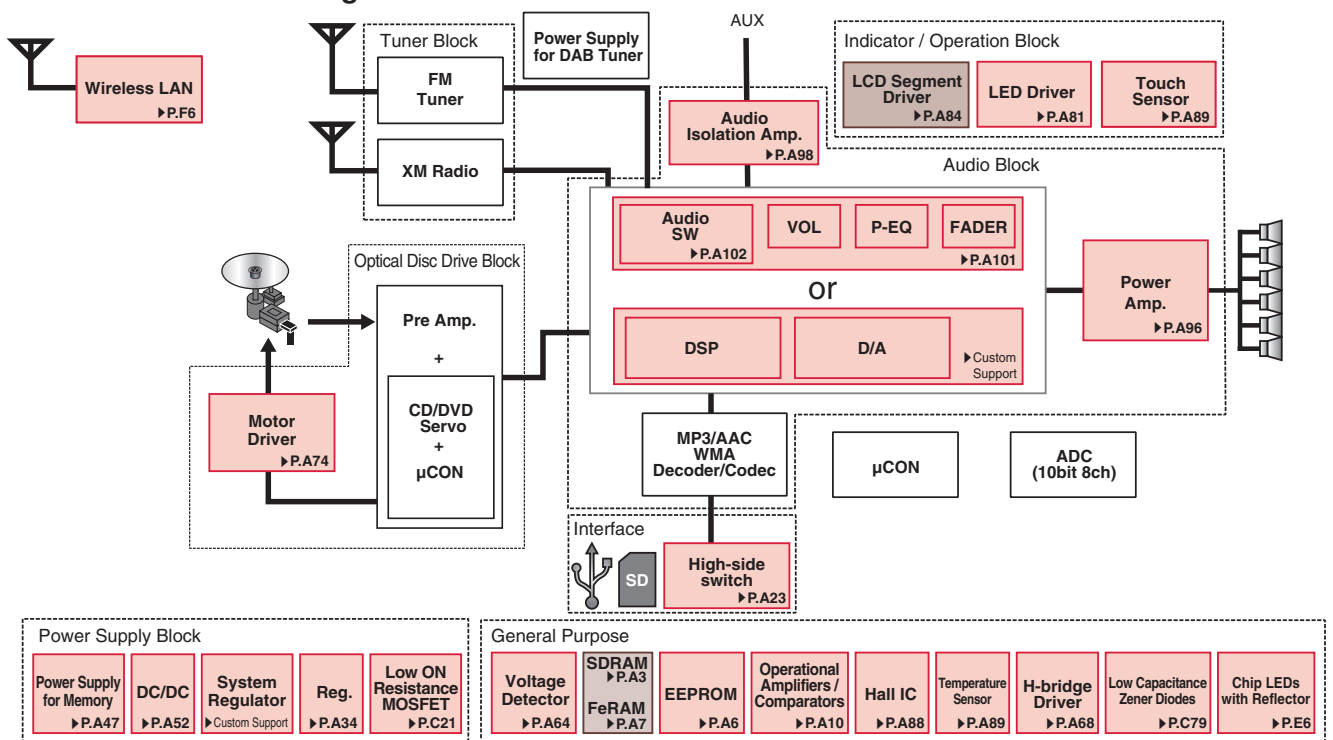 g
Tuner Block
Power Supply
for DAB Tuner
AUX
Indicator / Operation Block
Wireless LAN
▶P.F6
FM
Tuner
XM Radio
Audio
Isolation Amp.
▶P.A98
LCD Segment
Driver
▶P.A84
LED Driver
▶P.A81
Touch
Sensor
▶P.A89
Audio Block
Audio
SW
▶P.A102
VOL
P-EQ
FADER
▶P.A101
or
DSP
D/A
▶Custom
Support
Power
Amp.
▶P.A96
Optical Disc Drive Block
Pre Amp.
+
CD/DVD
Servo
+
µCON
Motor
Driver
▶P.A74
MP3/AAC
WMA
Decoder/Codec
µCON
ADC
(10bit 8ch)
Interface
SD
High-side
switch
▶P.A23
Power Supply Block
Power Supply
for Memory
▶P.A47
DC/DC
▶P.A52
System
Regulator
▶Custom Support
Reg.
▶P.A34
Low ON
Resistance
MOSFET
▶P.C21
General Purpose
Voltage
Detector
▶P.A64
SDRAM
▶P.A3
FeRAM
▶P.A7
EEPROM
▶P.A6
Operational
Amplifiers /
Comparators
▶P.A10
Hall IC
▶P.A88
Temperature
Sensor
▶P.A89
H-bridge
Driver
▶P.A68
Low Capacitance
Zener Diodes
▶P.C79
Chip LEDs
with Reflector
▶P.E6